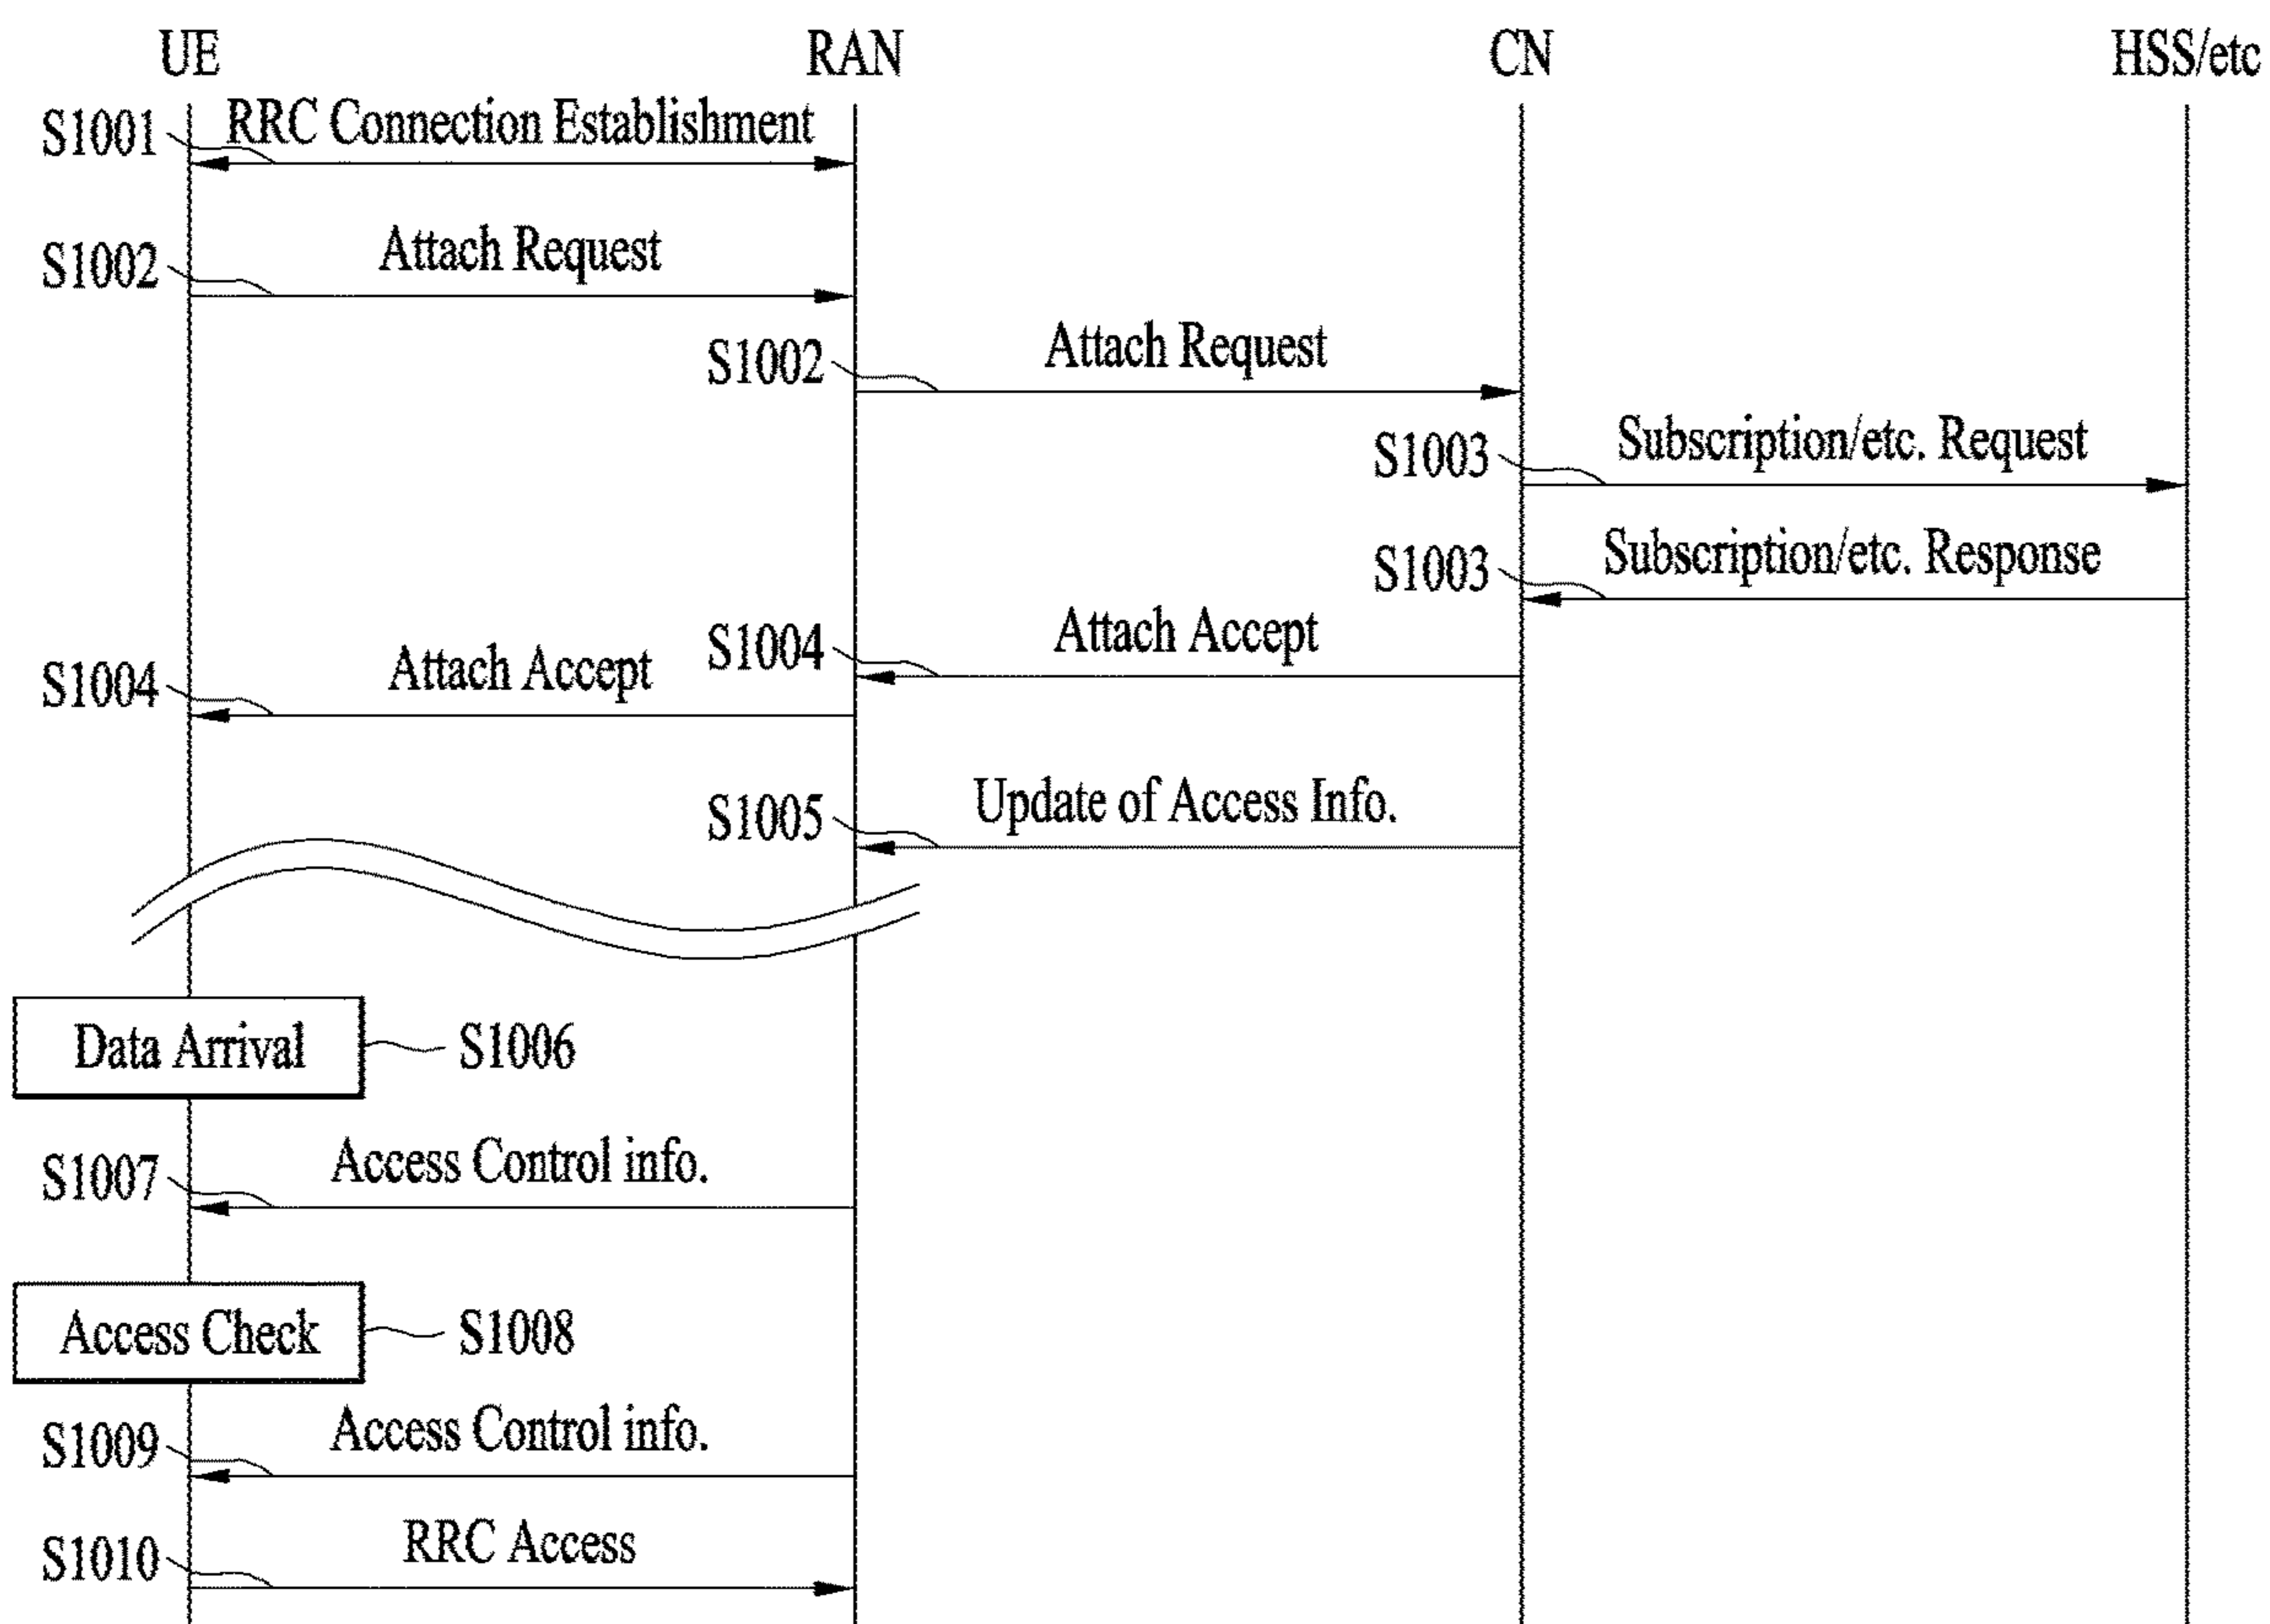 UE
RAN
CN
HSS/etc
S1001
RRC Connection Establishment
S1002
Attach Request
S1002
Attach Request
S1003
Subscription/etc. Request
S1003
Subscription/etc. Response
S1004
Attach Accept
S1004
Attach Accept
S1005
Update of Access Info.
Data Arrival
S1006
S1007
Access Control info.
Access Check
S1008
S1009
Access Control info.
S1010
RRC Access